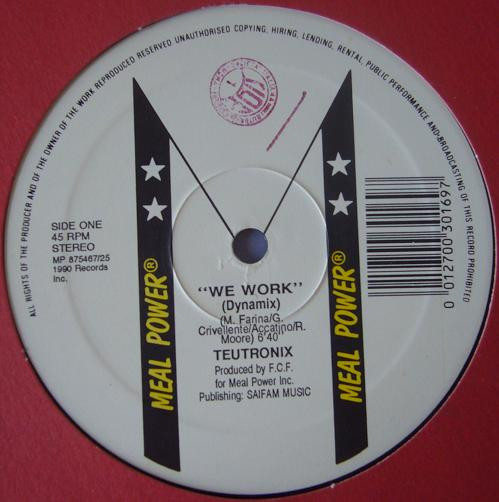 ALL RIGHTS OF THE PRODUCER AND OF THE OWNER OF THE WORK REPRODUCED RESERVED UNAUTHORISED COPYING, HIRING, LENDING, RENTAL, PUBLIC PERFORMANCE AND BROADCASTING OF THIS RECORD PROHIBITED
SIDE ONE
45 RPM
STEREO
MP 875467/25
1990 Records
Inc.
MEAL POWER®
MEAL POWER®
0 012700 301697
"WE WORK"
(Dynamix)
(M. Farina/G.
Crivellente/Accatino/R.
Moore) 6'40
TEUTRONIX
Produced by F.C.F.
for Meal Power Inc.
Publishing: SAIFAM MUSIC